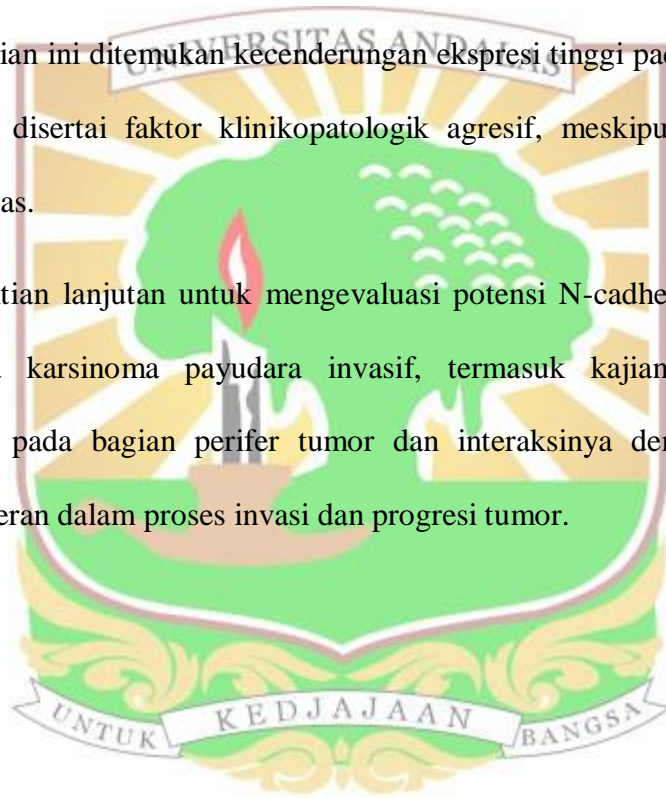 UNIVERSITAS ANDALAS
ian ini ditemukan kecenderungan ekspresi tinggi pad
disertai faktor klinikopatologik agresif, meskipu
as.
tian lanjutan untuk mengevaluasi potensi N-cadhe
karsinoma payudara invasif, termasuk kajian
pada bagian perifer tumor dan interaksinya de
eran dalam proses invasi dan progresi tumor.
UNTUK KEDJAJAAN BANGSA